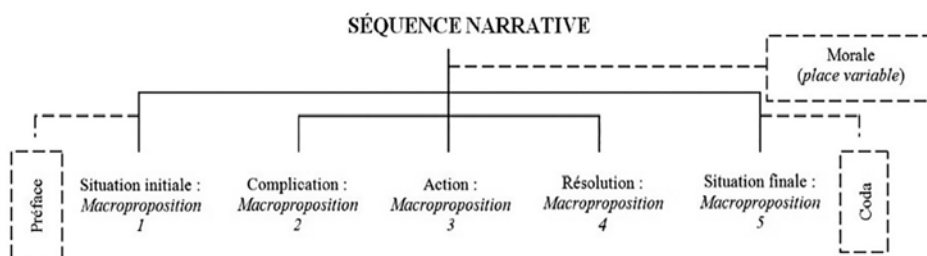 SÉQUENCE NARRATIVE
Morale
(place variable)
Préface
Situation initiale :
Macroproposition
1
Complication :
Macroproposition
2
Action :
Macroproposition
3
Résolution :
Macroproposition
4
Situation finale :
Macroproposition
5
Coda